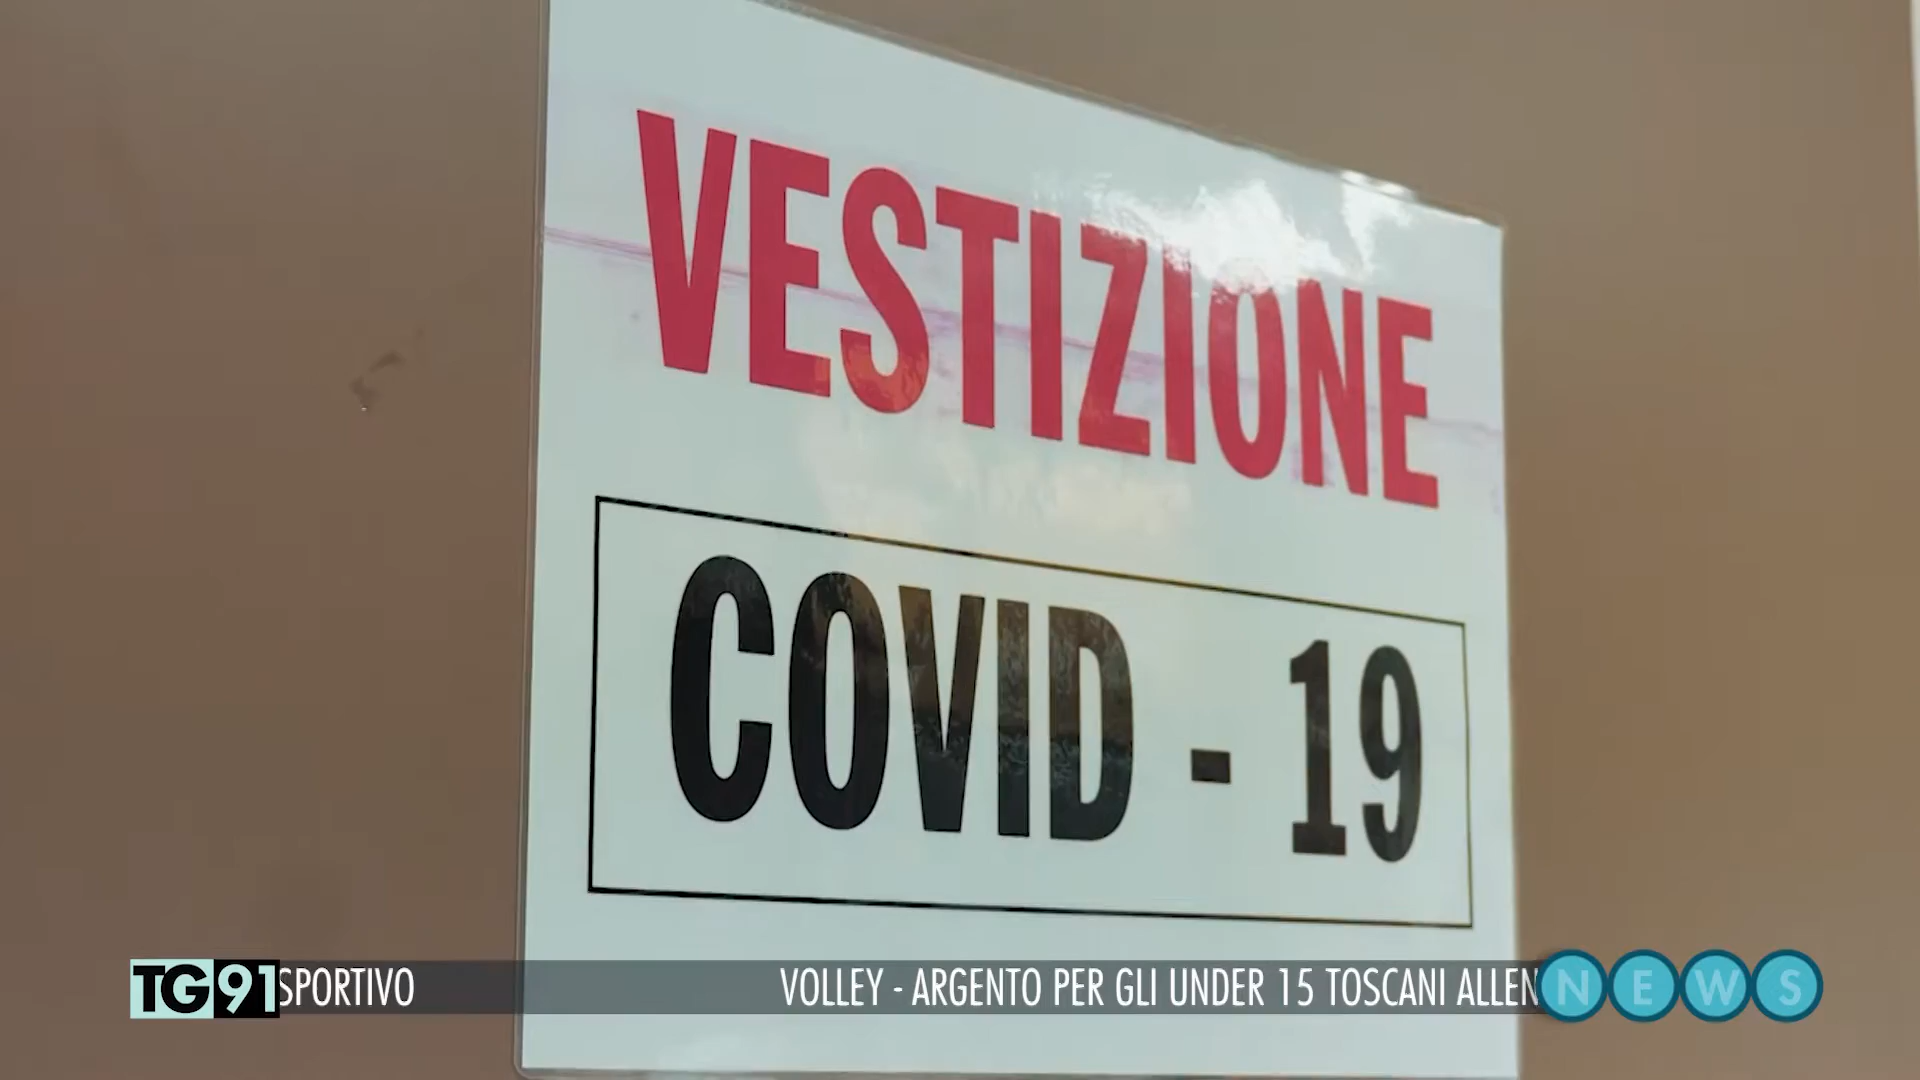 VESTIZIONE
COVID - 19
TG91 SPORTIVO VOLLEY - ARGENTO PER GLI UNDER 15 TOSCANI ALLEN NEWS